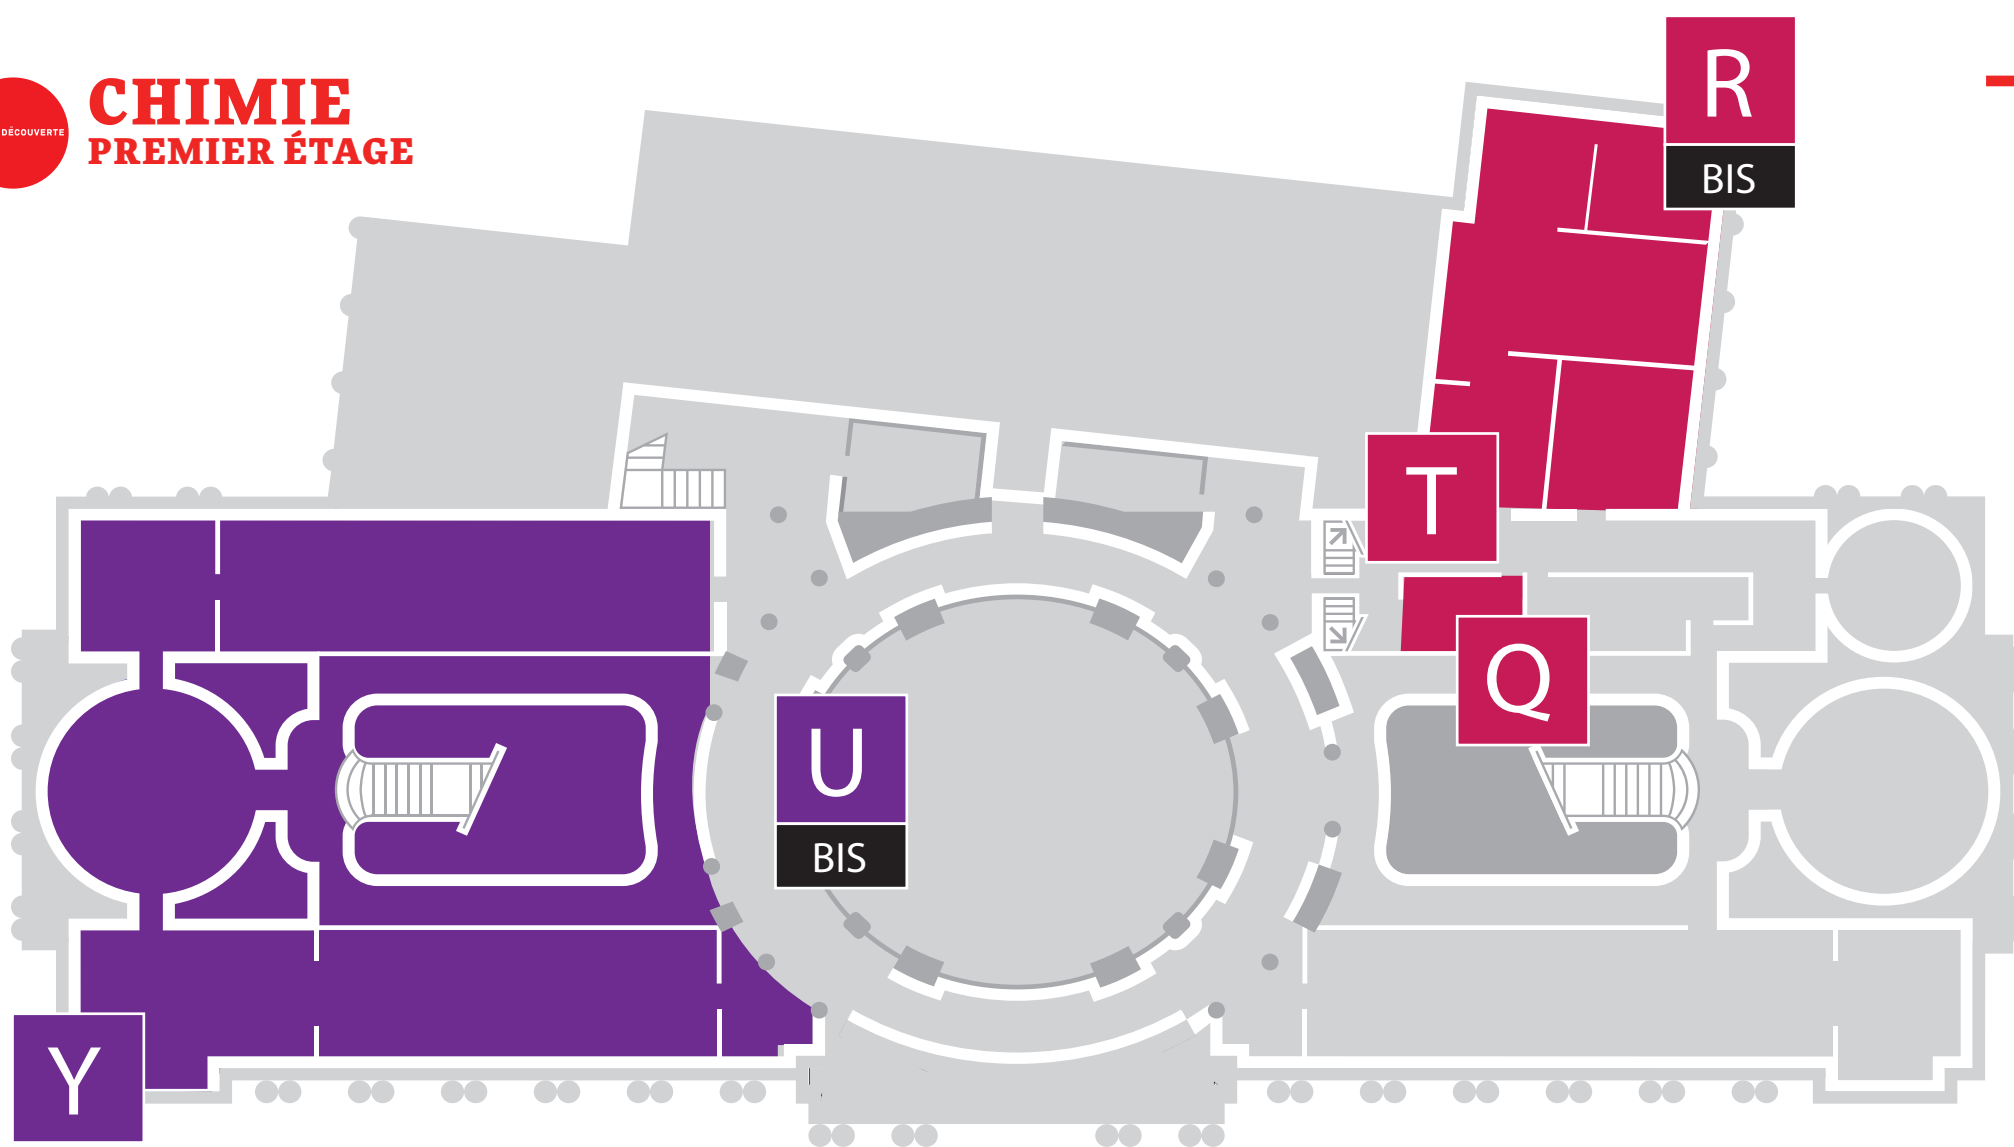 DÉCOUVERTE
CHIMIE
PREMIER ÉTAGE
R
BIS
T
Q
U
BIS
Y